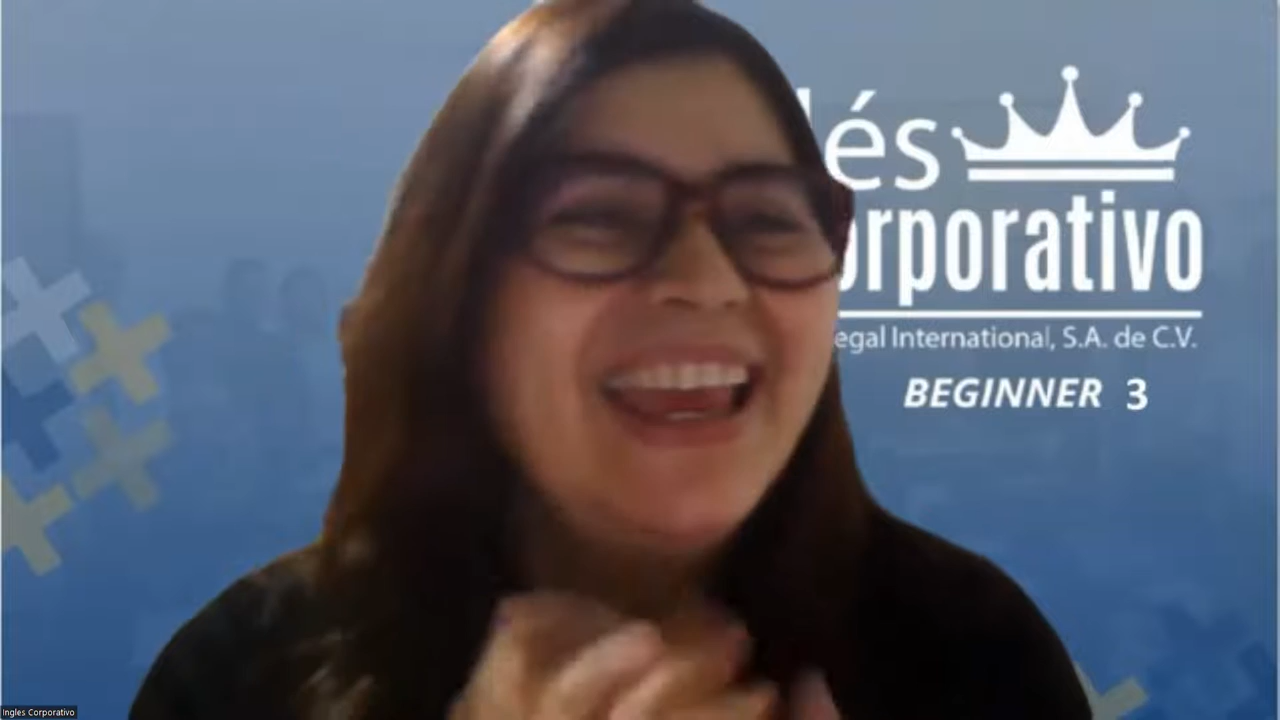 lés
orporativo
egal International, S.A. de C.V.
BEGINNER 3
Ingles Corporativo